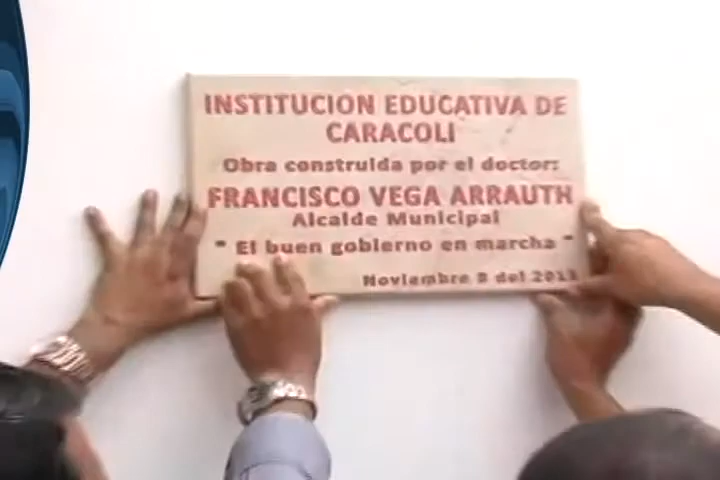 INSTITUCION EDUCATIVA DE
CARACOLI
Obra construida por el doctor:
FRANCISCO VEGA ARRAUTH
Alcalde Municipal
" El buen gobierno en marcha "
Noviembre 8 del 2013